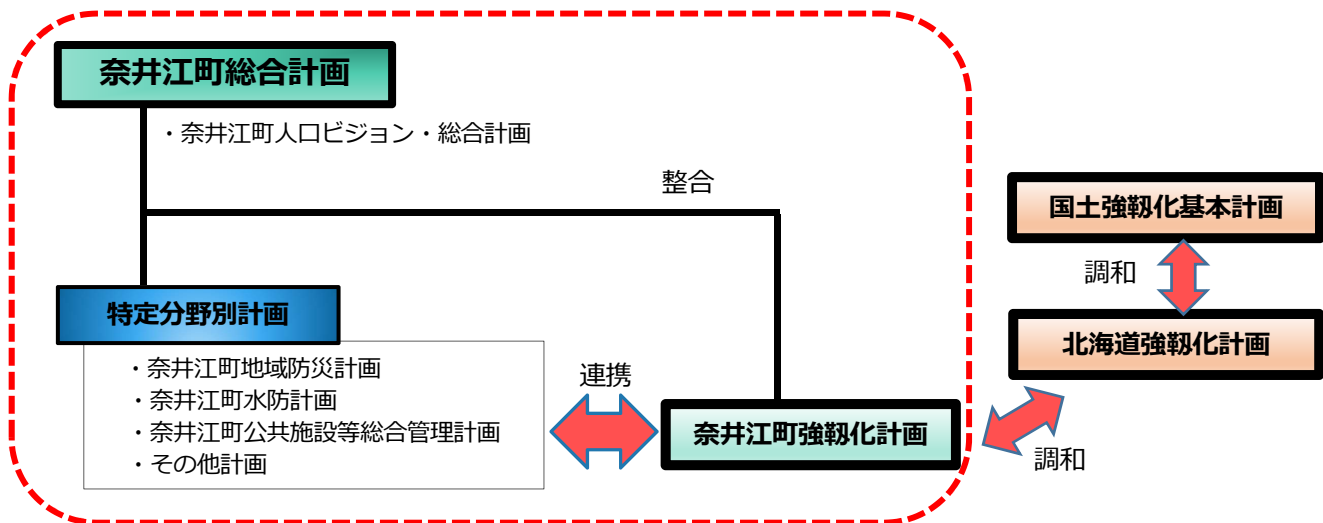 奈井江町総合計画
・奈井江町人口ビジョン・総合計画
整合
特定分野別計画
・奈井江町地域防災計画
・奈井江町水防計画
・奈井江町公共施設等総合管理計画
・その他計画
連携
奈井江町強靱化計画
国土強靱化基本計画
調和
北海道強靱化計画
調和